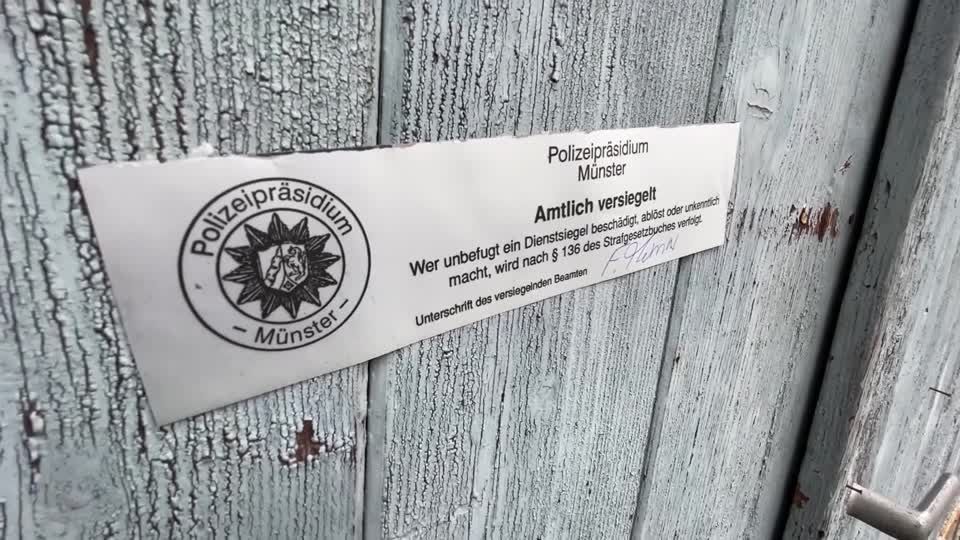 Polizeipräsidium
- Münster -
Polizeipräsidium
Münster
Amtlich versiegelt
Wer unbefugt ein Dienstsiegel beschädigt, ablöst oder unkenntlich
macht, wird nach § 136 des Strafgesetzbuches verfolgt.
Unterschrift des versiegelnden Beamten